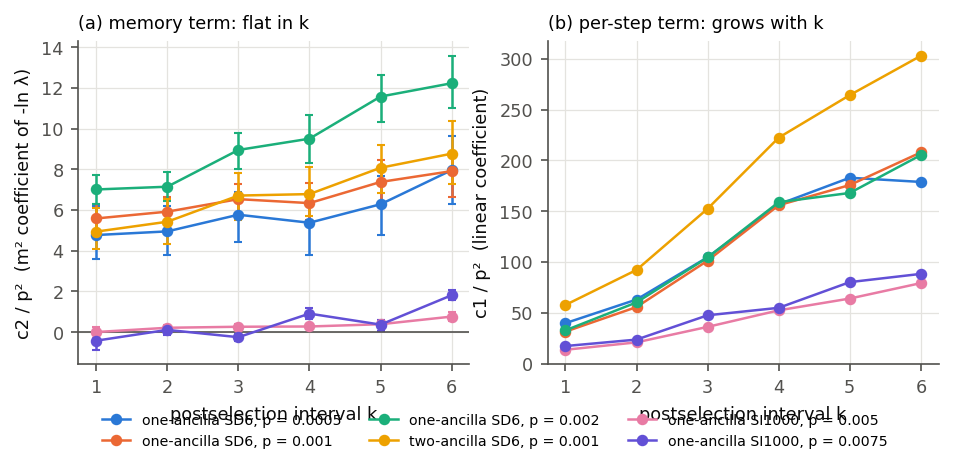 (a) memory term: flat in k
(b) per-step term: grows with k
c2 / p² (m² coefficient of -ln λ)
14
12
10
8
6
4
2
0
1 2 3 4 5 6
postselection interval k
c1 / p² (linear coefficient)
300
250
200
150
100
50
0
1 2 3 4 5 6
postselection interval k
one-ancilla SD6, p = 0.0005
one-ancilla SD6, p = 0.002
one-ancilla SI1000, p = 0.005
one-ancilla SD6, p = 0.001
two-ancilla SD6, p = 0.001
one-ancilla SI1000, p = 0.0075